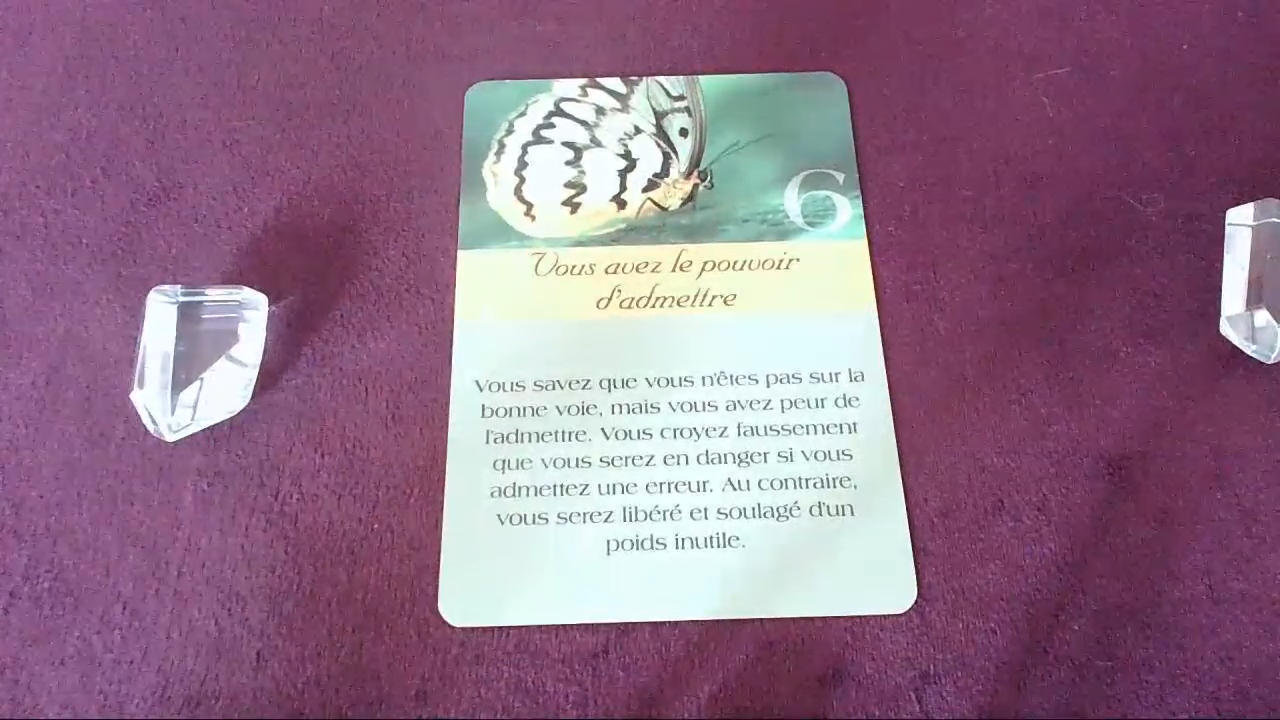 6
Vous avez le pouvoir
d'admettre
Vous savez que vous n'êtes pas sur la
bonne voie, mais vous avez peur de
l'admettre. Vous croyez faussement
que vous serez en danger si vous
admettez une erreur. Au contraire,
vous serez libéré et soulagé d'un
poids inutile.